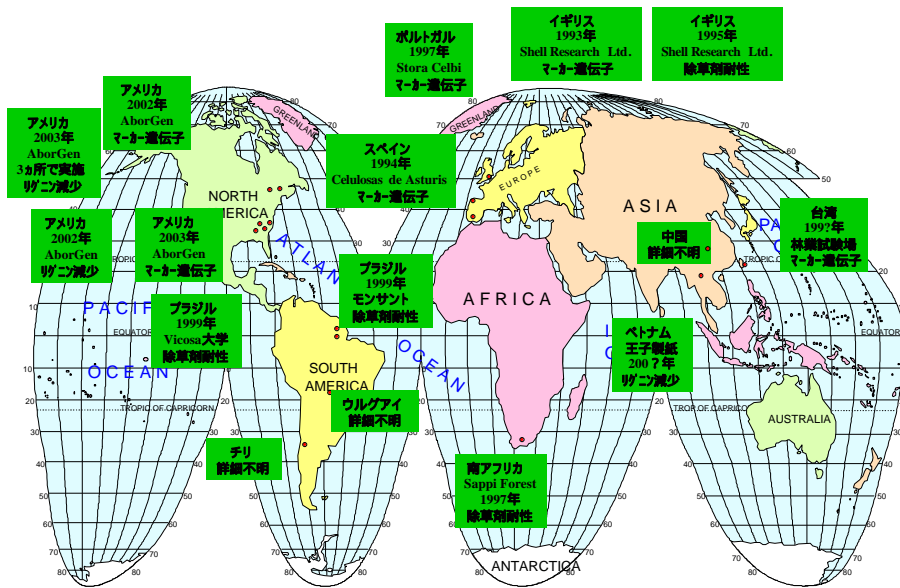 ポルトガル
1997年
Stora Celbi
マーカー遺伝子
イギリス
1993年
Shell Research Ltd.
マーカー遺伝子
イギリス
1995年
Shell Research Ltd.
除草剤耐性
アメリカ
2002年
AborGen
マーカー遺伝子
アメリカ
2003年
AborGen
3ヵ所で実施
リグニン減少
スペイン
1994年
Celulosas de Asturis
マーカー遺伝子
アメリカ
2002年
AborGen
リグニン減少
アメリカ
2003年
AborGen
マーカー遺伝子
中国
詳細不明
台湾
199?年
林業試験場
マーカー遺伝子
ブラジル
1999年
Vicosa大学
除草剤耐性
ブラジル
1999年
モンサント
除草剤耐性
ベトナム
王子製紙
200?年
リグニン減少
ウルグアイ
詳細不明
チリ
詳細不明
南アフリカ
Sappi Forest
1997年
除草剤耐性
GREENLAND
GREENLAND
NORTH
MERICA
EUROPE
ASIA
AFRICA
SOUTH
AMERICA
AUSTRALIA
ANTARCTICA
ATLAN
OCEAN
PACIF
OCEAN
PA
EQUATOR
EQUATOR
TROPIC OF CAPRICORN
TROP OF CAPRICO
TROPIC OF